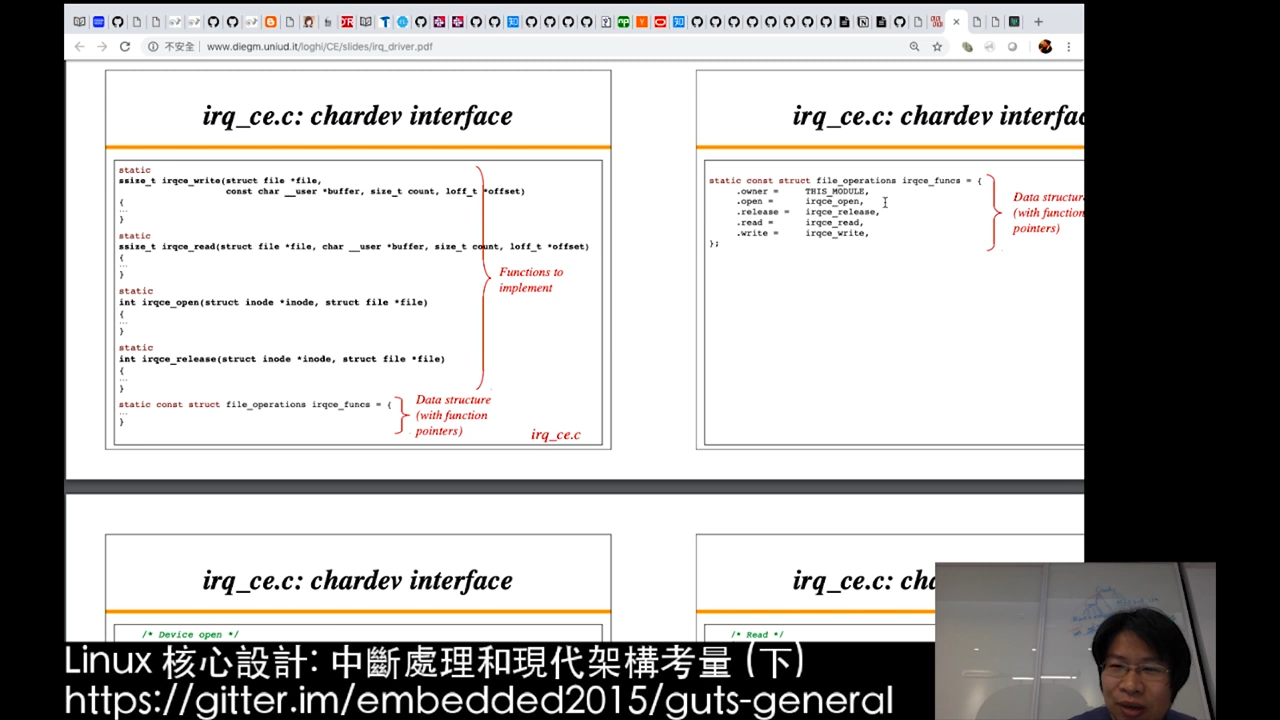 不安全
www.diegm.uniud.it/loghi/CE/slides/irq_driver.pdf
irq_ce.c: chardev interface
static
ssize_t irqce_write(struct file *file,
const char __user *buffer, size_t count, loff_t *offset)
{
...
}
static
ssize_t irqce_read(struct file *file, char __user *buffer, size_t count, loff_t *offset)
{
...
}
static
int irqce_open(struct inode *inode, struct file *file)
{
...
}
static
int irqce_release(struct inode *inode, struct file *file)
{
...
}
static const struct file_operations irqce_funcs = {
...
}
Functions to
implement
Data structure
(with function
pointers)
irq_ce.c
irq_ce.c: chardev interfac
static const struct file_operations irqce_funcs = {
.owner = THIS_MODULE,
.open = irqce_open,
.release = irqce_release,
.read = irqce_read,
.write = irqce_write,
};
Data structure
(with function
pointers)
irq_ce.c: chardev interface
/* Device open */
irq_ce.c: cha
/* Read */
Linux 核心設計: 中斷處理和現代架構考量 (下)
https://gitter.im/embedded2015/guts-general